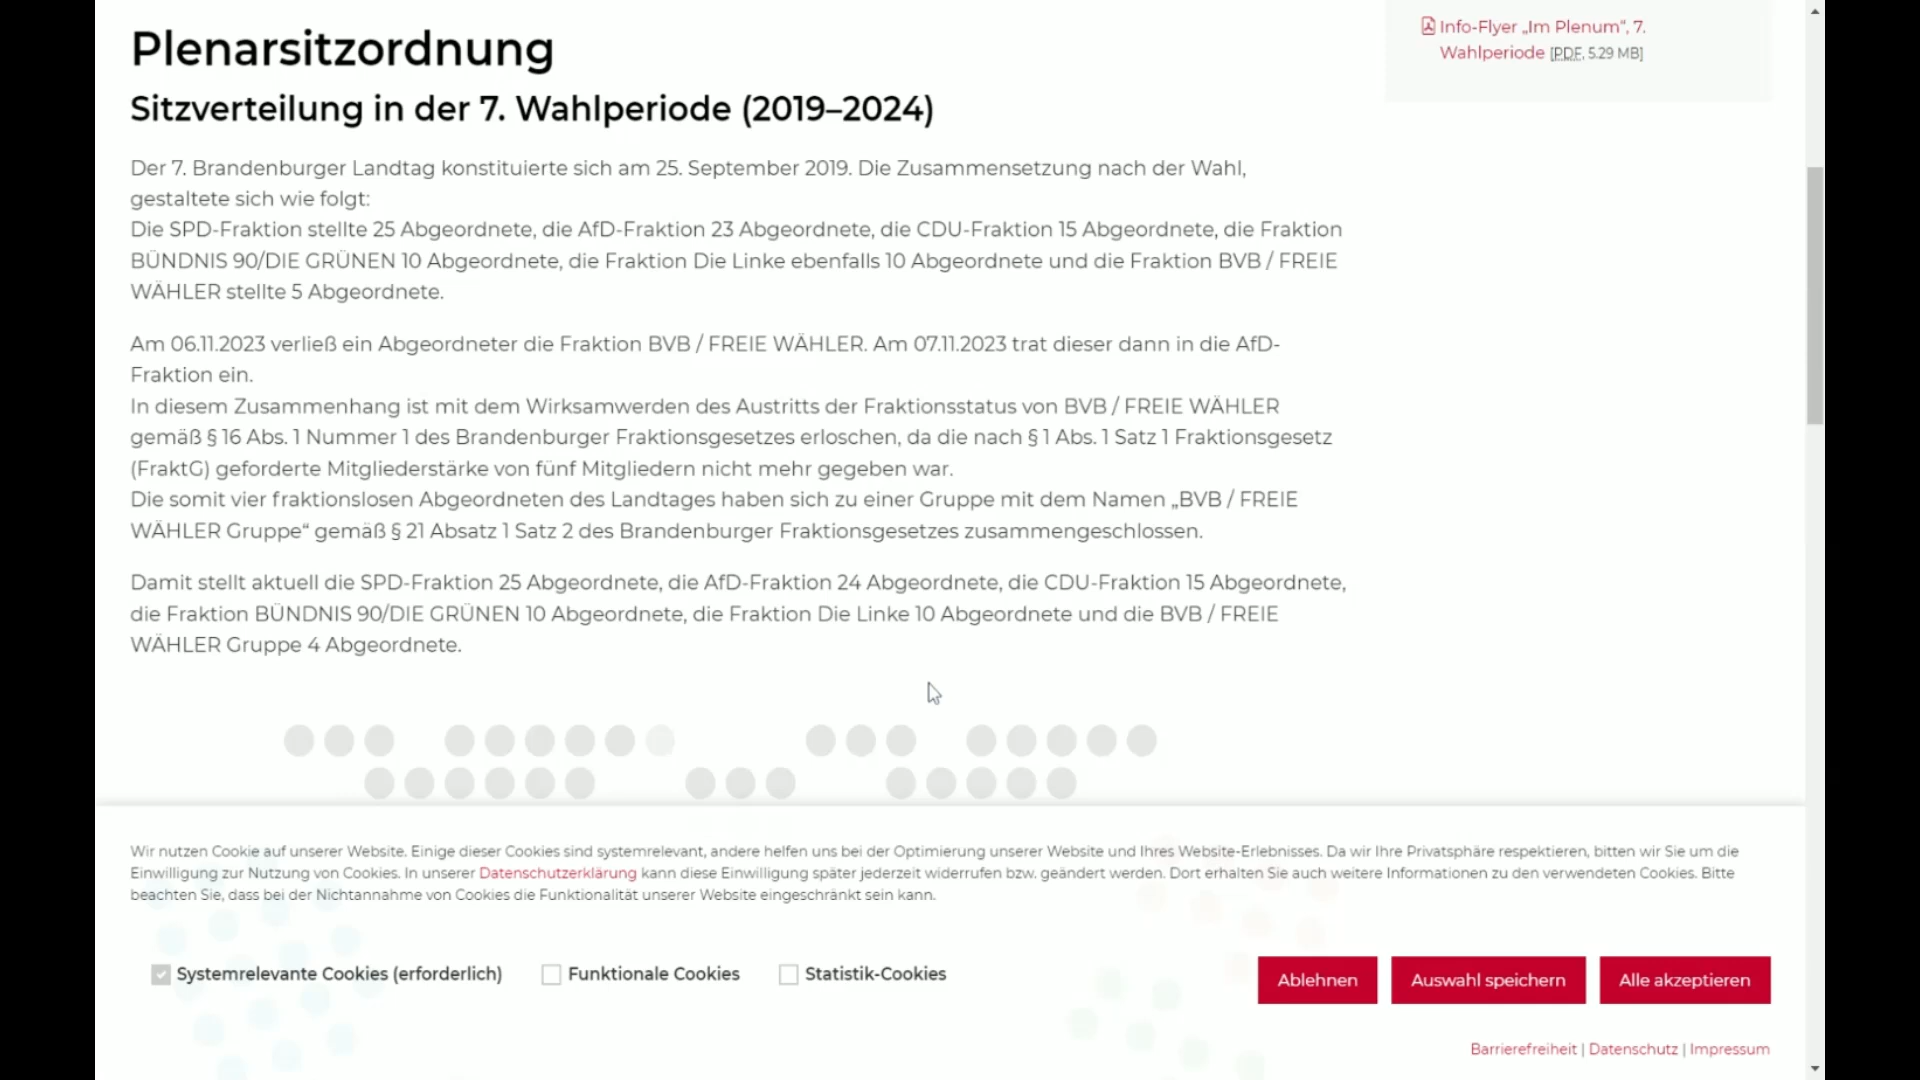 Plenarsitzordnung
Sitzverteilung in der 7. Wahlperiode (2019–2024)
Der 7. Brandenburger Landtag konstituierte sich am 25. September 2019. Die Zusammensetzung nach der Wahl,
gestaltete sich wie folgt:
Die SPD-Fraktion stellte 25 Abgeordnete, die AfD-Fraktion 23 Abgeordnete, die CDU-Fraktion 15 Abgeordnete, die Fraktion
BÜNDNIS 90/DIE GRÜNEN 10 Abgeordnete, die Fraktion Die Linke ebenfalls 10 Abgeordnete und die Fraktion BVB / FREIE
WÄHLER stellte 5 Abgeordnete.
Am 06.11.2023 verließ ein Abgeordneter die Fraktion BVB / FREIE WÄHLER. Am 07.11.2023 trat dieser dann in die AfD-
Fraktion ein.
In diesem Zusammenhang ist mit dem Wirksamwerden des Austritts der Fraktionsstatus von BVB / FREIE WÄHLER
gemäß § 16 Abs. 1 Nummer 1 des Brandenburger Fraktionsgesetzes erloschen, da die nach § 1 Abs. 1 Satz 1 Fraktionsgesetz
(FraktG) geforderte Mitgliederstärke von fünf Mitgliedern nicht mehr gegeben war.
Die somit vier fraktionslosen Abgeordneten des Landtages haben sich zu einer Gruppe mit dem Namen „BVB / FREIE
WÄHLER Gruppe“ gemäß § 21 Absatz 1 Satz 2 des Brandenburger Fraktionsgesetzes zusammengeschlossen.
Damit stellt aktuell die SPD-Fraktion 25 Abgeordnete, die AfD-Fraktion 24 Abgeordnete, die CDU-Fraktion 15 Abgeordnete,
die Fraktion BÜNDNIS 90/DIE GRÜNEN 10 Abgeordnete, die Fraktion Die Linke 10 Abgeordnete und die BVB / FREIE
WÄHLER Gruppe 4 Abgeordnete.
Info-Flyer „Im Plenum“, 7.
Wahlperiode [PDF, 5.29 MB]
Wir nutzen Cookie auf unserer Website. Einige dieser Cookies sind systemrelevant, andere helfen uns bei der Optimierung unserer Website und Ihres Website-Erlebnisses. Da wir Ihre Privatsphäre respektieren, bitten wir Sie um die
Einwilligung zur Nutzung von Cookies. In unserer Datenschutzerklärung kann diese Einwilligung später jederzeit widerrufen bzw. geändert werden. Dort erhalten Sie auch weitere Informationen zu den verwendeten Cookies. Bitte
beachten Sie, dass bei der Nichtannahme von Cookies die Funktionalität unserer Website eingeschränkt sein kann.
Systemrelevante Cookies (erforderlich) Funktionale Cookies Statistik-Cookies
Ablehnen Auswahl speichern Alle akzeptieren
Barrierefreiheit | Datenschutz | Impressum